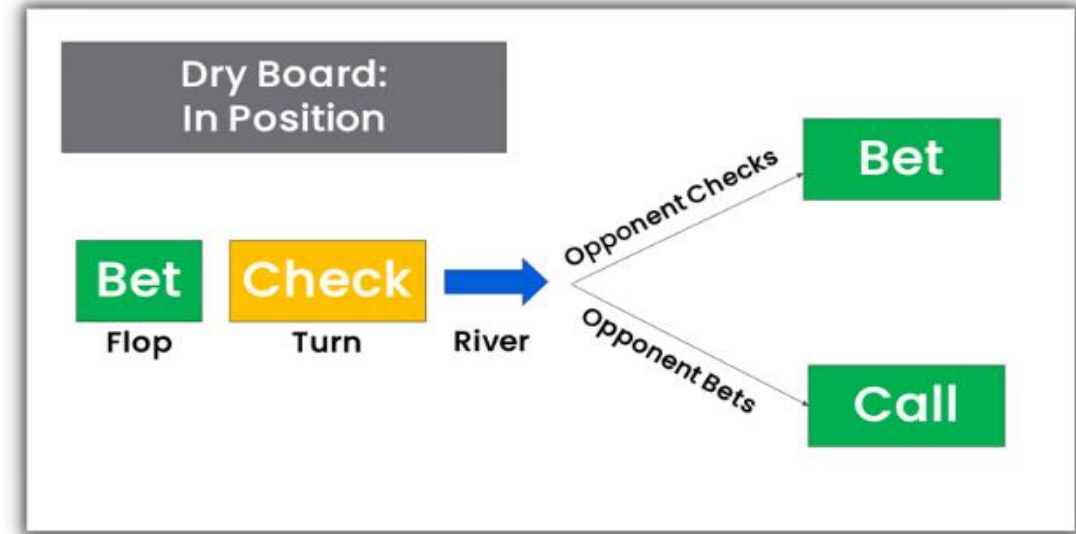 Dry Board:
In Position
Bet
Check
Flop
Turn
River
Opponent Checks
Bet
Opponent Bets
Call